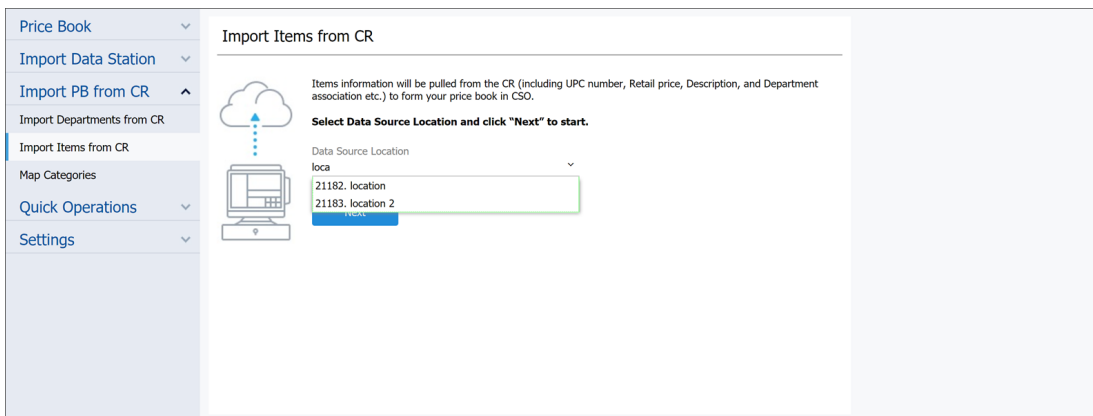 Price Book
Import Data Station
Import PB from CR
Import Departments from CR
Import Items from CR
Map Categories
Quick Operations
Settings
Import Items from CR
Items information will be pulled from the CR (including UPC number, Retail price, Description, and Department
association etc.) to form your price book in CSO.
Select Data Source Location and click “Next” to start.
Data Source Location
loca
21182. location
21183. location 2
Next